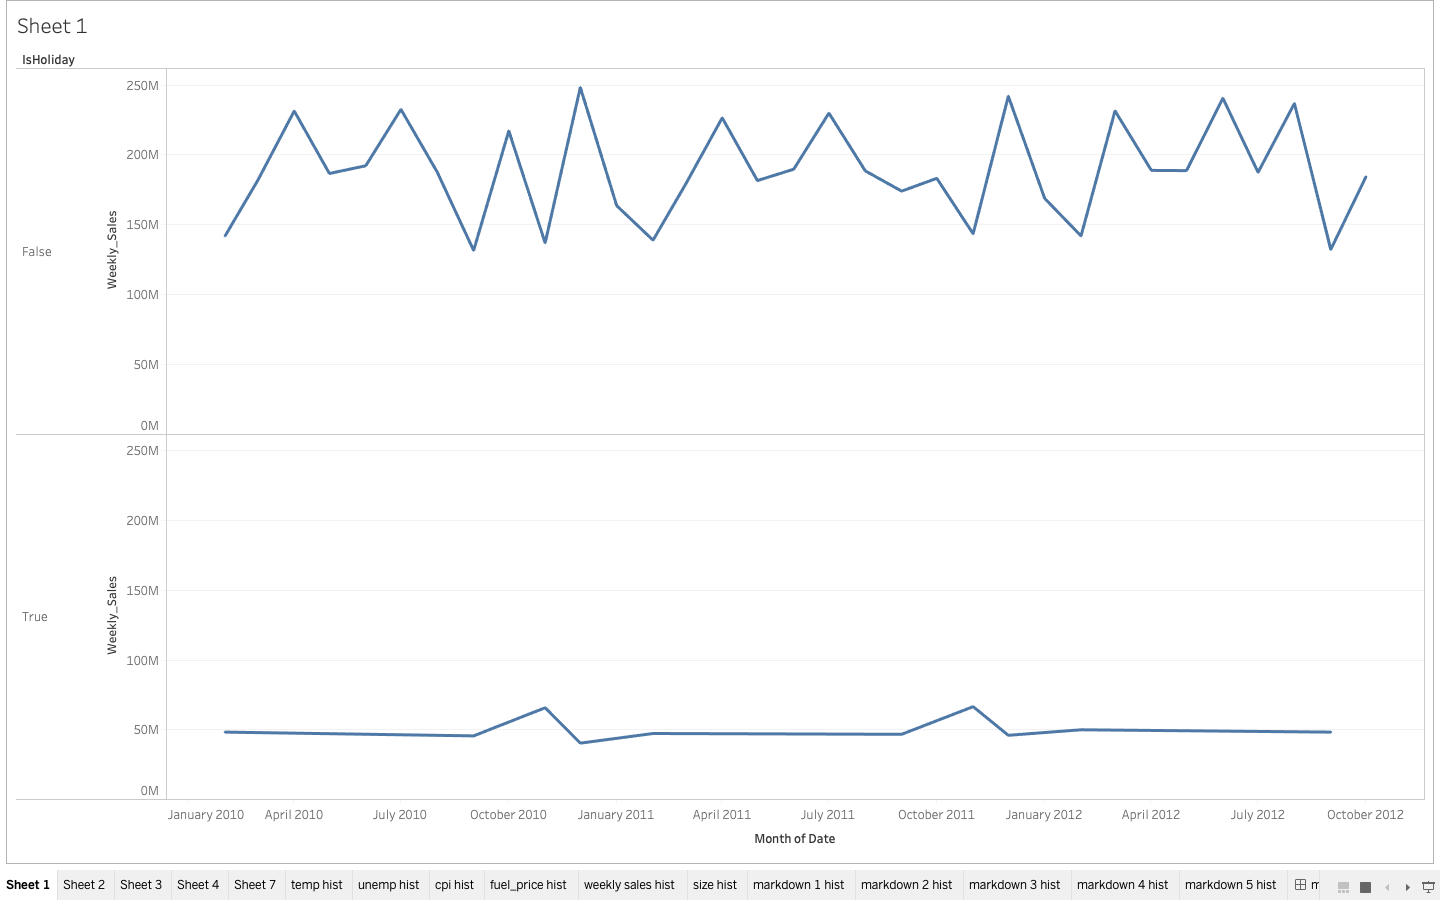 Sheet 1
IsHoliday
250M
200M
150M
100M
50M
0M
False
Weekly_Sales
250M
200M
150M
100M
50M
0M
True
Weekly_Sales
January 2010 April 2010 July 2010 October 2010 January 2011 April 2011 July 2011 October 2011 January 2012 April 2012 July 2012 October 2012
Month of Date
Sheet 1 Sheet 2 Sheet 3 Sheet 4 Sheet 7 temp hist unemp hist cpi hist fuel_price hist weekly sales hist size hist markdown 1 hist markdown 2 hist markdown 3 hist markdown 4 hist markdown 5 hist